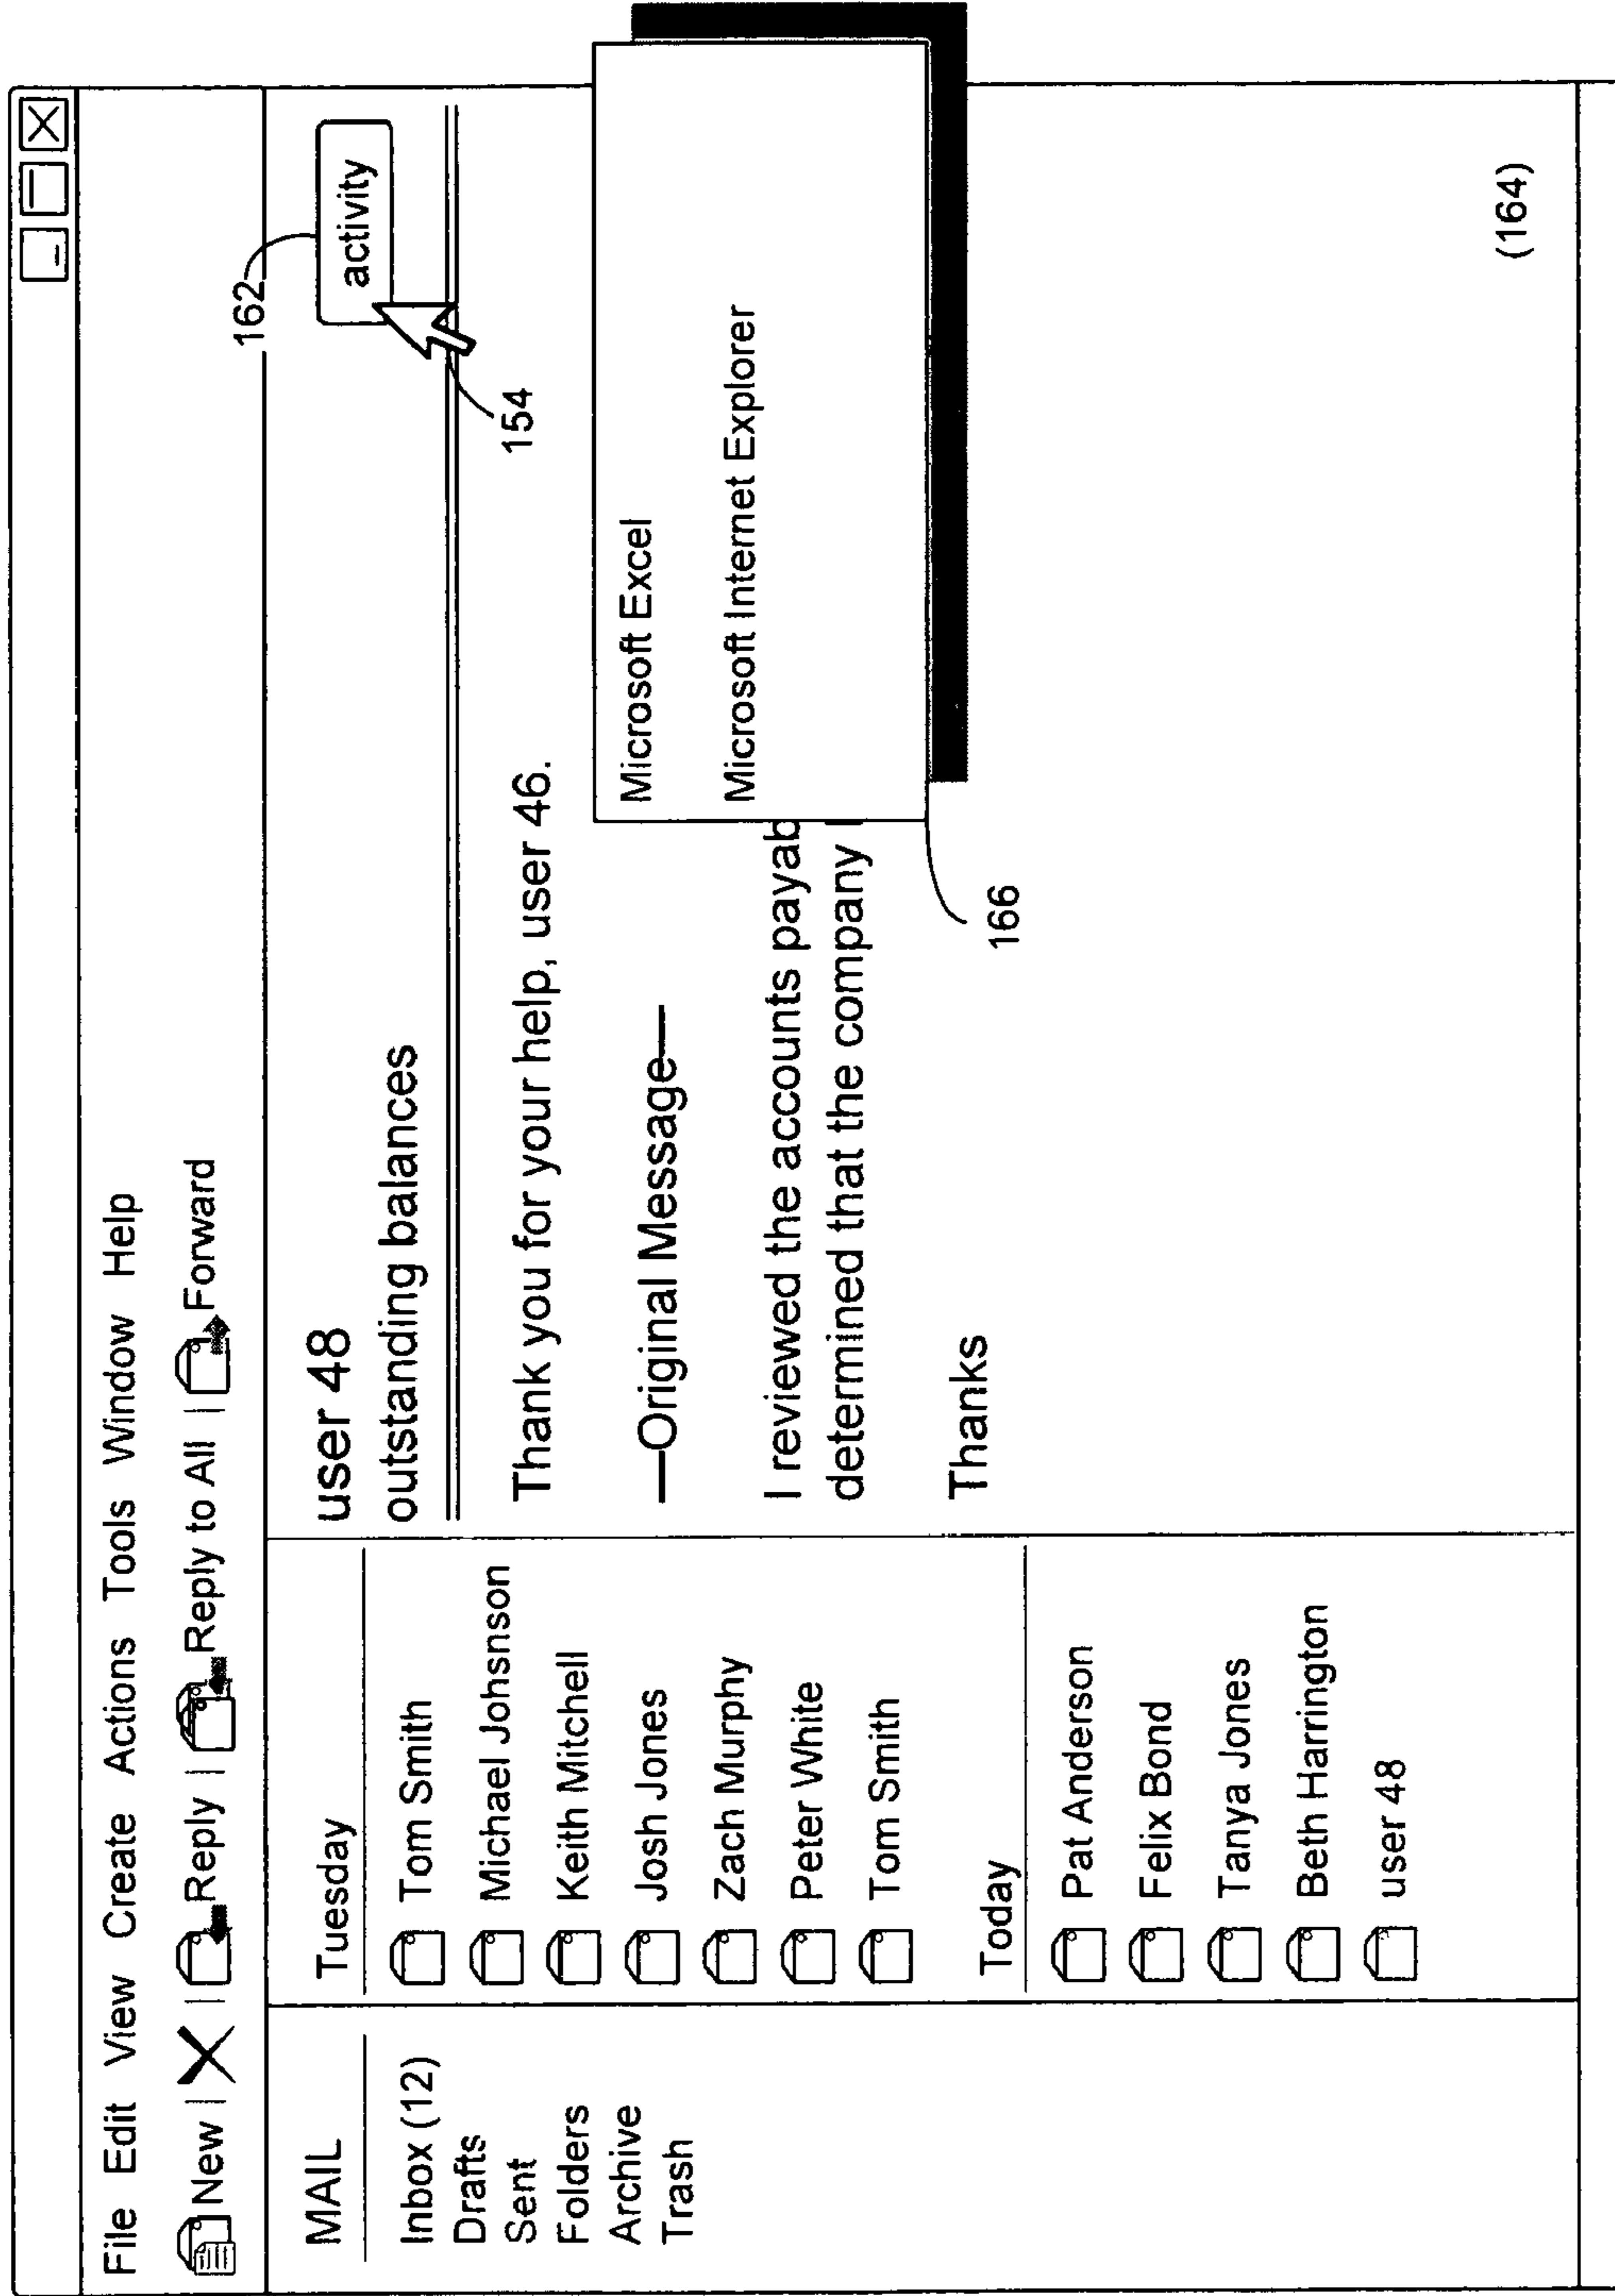 File Edit View Create Actions Tools Window Help
New | X | Reply | Reply to All | Forward
162
MAIL
Inbox (12)
Drafts
Sent
Folders
Archive
Trash
Tuesday
Tom Smith
Michael Johsnson
Keith Mitchell
Josh Jones
Zach Murphy
Peter White
Tom Smith
Today
Pat Anderson
Felix Bond
Tanya Jones
Beth Harrington
user 48
user 48
activity
outstanding balances
154
Thank you for your help, user 46.
—Original Message—
Microsoft Excel
Microsoft Internet Explorer
I reviewed the accounts payab
determined that the company
166
Thanks
(164)